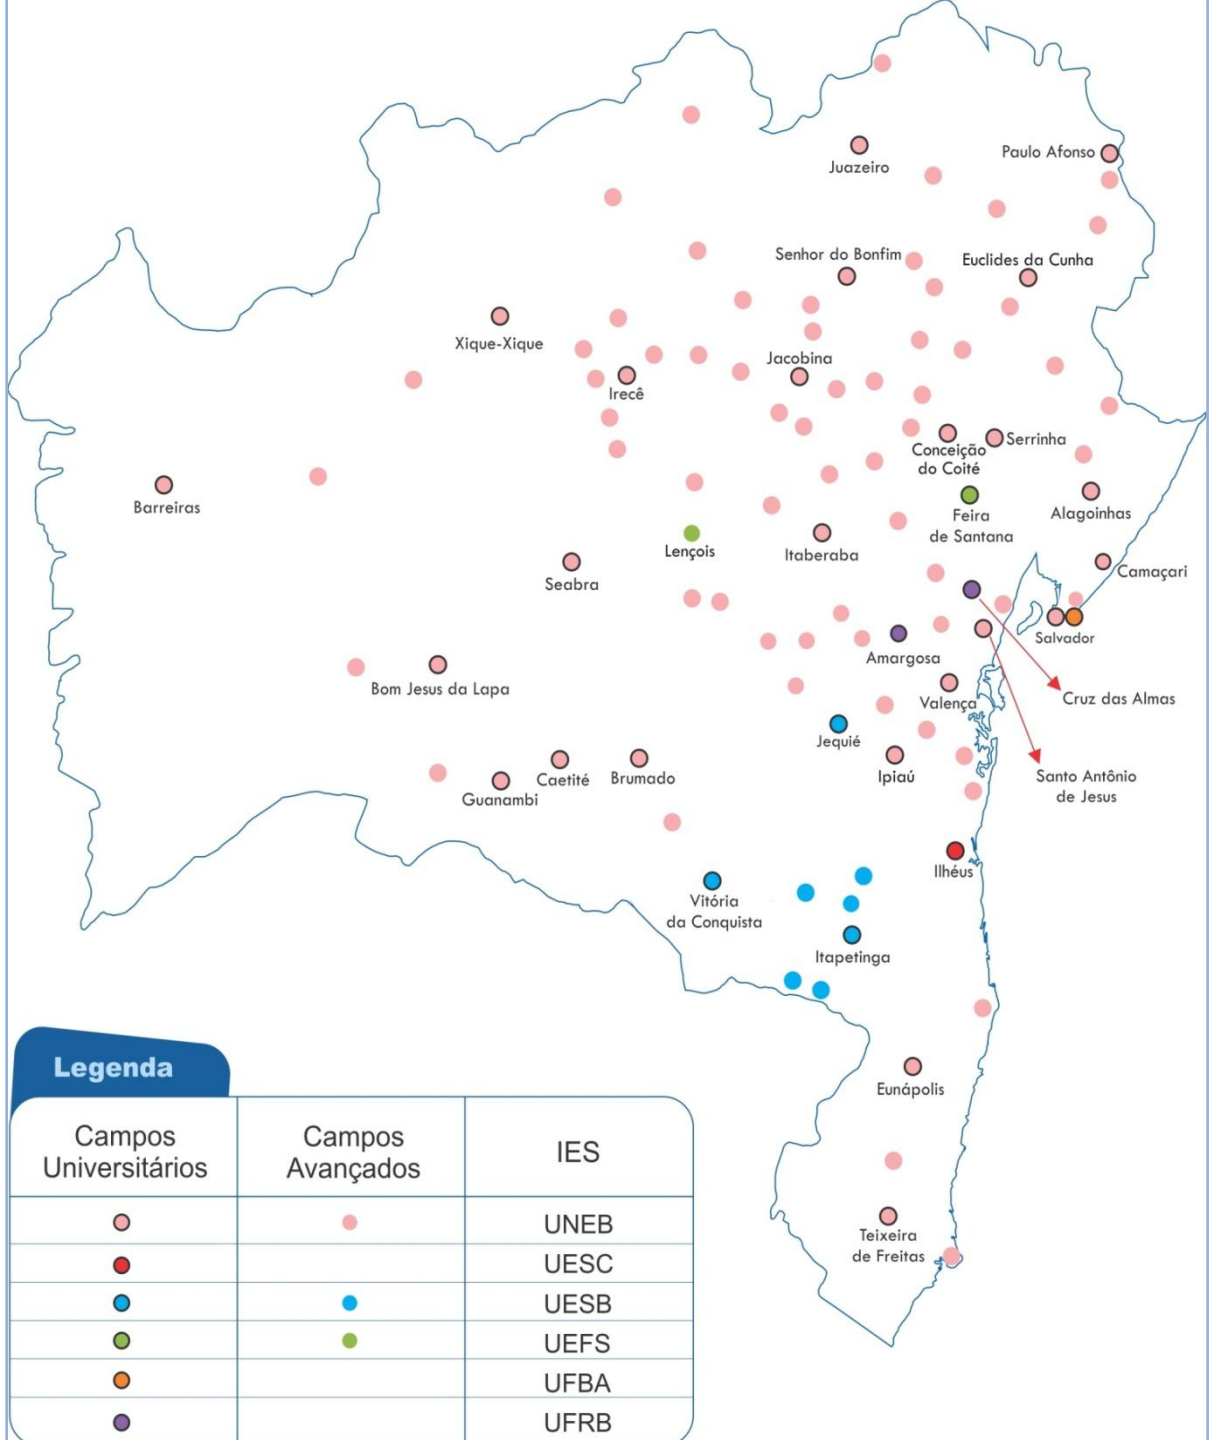 Juazeiro
Paulo Afonso
Senhor do Bonfim
Euclides da Cunha
Xique-Xique
Jacobina
Irecê
Conceição
do Coité
Serrinha
Barreiras
Feira
de Santana
Alagoinhas
Lençois
Itaberaba
Seabra
Camaçari
Salvador
Amargosa
Bom Jesus da Lapa
Valença
Cruz das Almas
Jequié
Ipiaú
Santo Antônio
de Jesus
Caetité
Brumado
Guanambi
Ilhéus
Vitória
da Conquista
Itapetinga
Eunápolis
Teixeira
de Freitas
Legenda
Campos
Universitários
Campos
Avançados
IES
UNEB
UESC
UESB
UEFS
UFBA
UFRB